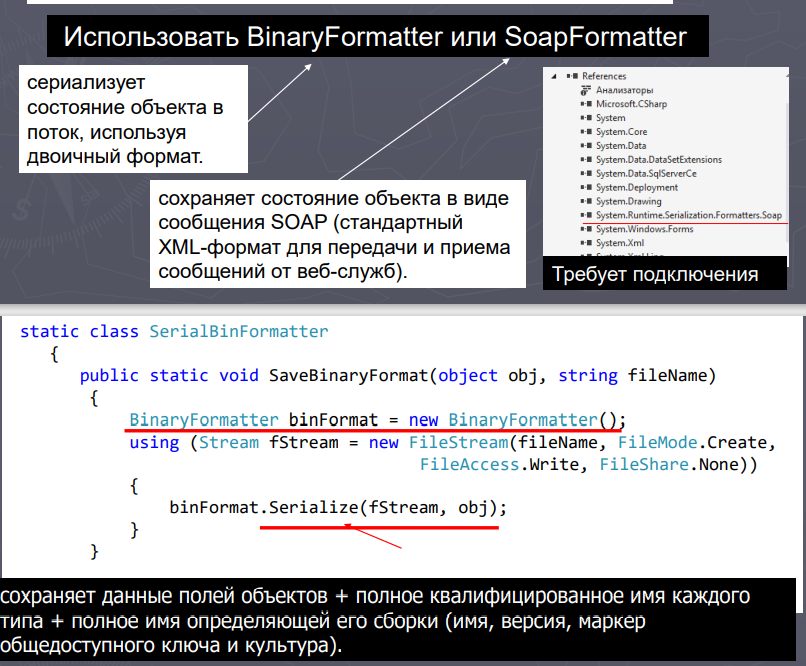 Использовать BinaryFormatter или SoapFormatter
сериализует
состояние объекта в
поток, используя
двоичный формат.
сохраняет состояние объекта в виде
сообщения SOAP (стандартный
XML-формат для передачи и приема
сообщений от веб-служб).
References
Анализаторы
Microsoft.CSharp
System
System.Core
System.Data
System.Data.DataSetExtensions
System.Data.SqlServerCe
System.Deployment
System.Drawing
System.Runtime.Serialization.Formatters.Soap
System.Windows.Forms
System.Xml
Требует подключения
static class SerialBinFormatter
{
public static void SaveBinaryFormat(object obj, string fileName)
{
BinaryFormatter binFormat = new BinaryFormatter();
using (Stream fStream = new FileStream(fileName, FileMode.Create,
FileAccess.Write, FileShare.None))
{
binFormat.Serialize(fStream, obj);
}
}
сохраняет данные полей объектов + полное квалифицированное имя каждого
типа + полное имя определяющей его сборки (имя, версия, маркер
общедоступного ключа и культура).